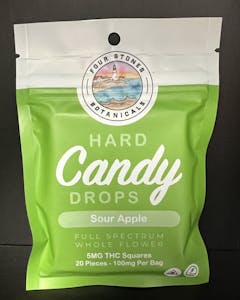 FOUR STONES
BOTANICALS
HARD
Candy
DROPS
Sour Apple
FULL SPECTRUM
WHOLE FLOWER
5MG THC Squares
20 Pieces - 100mg Per Bag